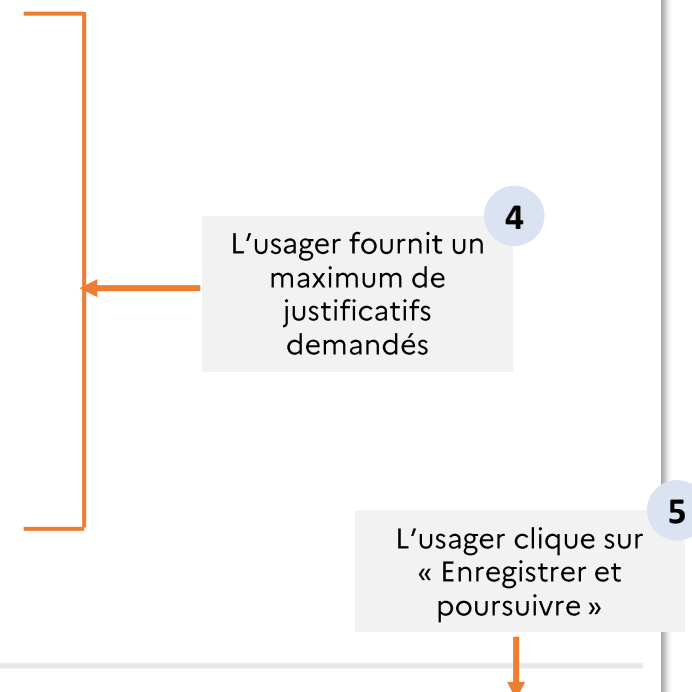 4
L'usager fournit un
maximum de
justificatifs
demandés
5
L'usager clique sur
« Enregistrer et
poursuivre »